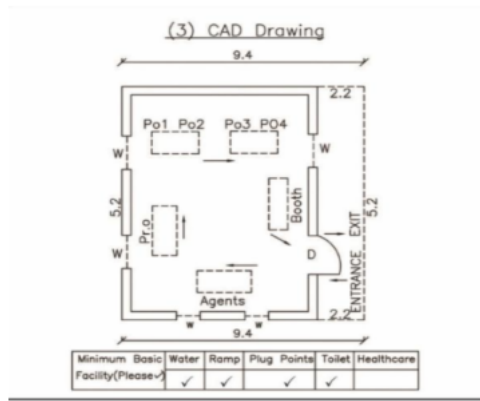 (3) CAD Drawing
9.4
2.2
Po1 Po2 Po3 PO4
W W
5.2 Pr.o Booth 5.2
W D EXIT
ENTRANCE
Agents
2.2
w w
9.4
Minimum Basic Water Ramp Plug Points Toilet Healthcare
Facility(Please✓) ✓ ✓ ✓ ✓